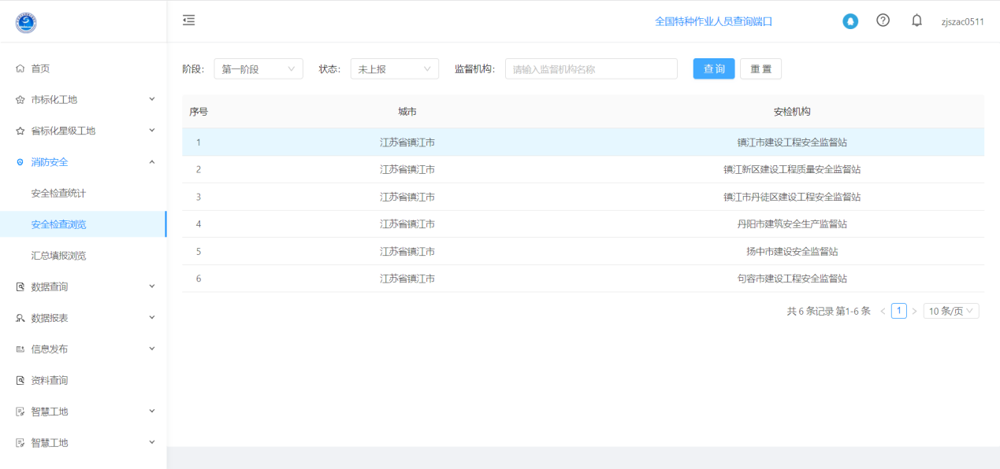 全国特种作业人员查询端口
zjszac0511
首页
市标化工地
省标化星级工地
消防安全
安全检查统计
安全检查浏览
汇总填报浏览
数据查询
数据报表
信息发布
资料查询
智慧工地
智慧工地
阶段: 第一阶段 状态: 未上报 监督机构: 请输入监督机构名称 查 询 重 置
序号 城市 安检机构
1 江苏省镇江市 镇江市建设工程安全监督站
2 江苏省镇江市 镇江新区建设工程质量安全监督站
3 江苏省镇江市 镇江市丹徒区建设工程安全监督站
4 江苏省镇江市 丹阳市建筑安全生产监督站
5 江苏省镇江市 扬中市建设安全监督站
6 江苏省镇江市 句容市建设工程安全监督站
共 6 条记录 第1-6 条 < 1 > 10 条/页